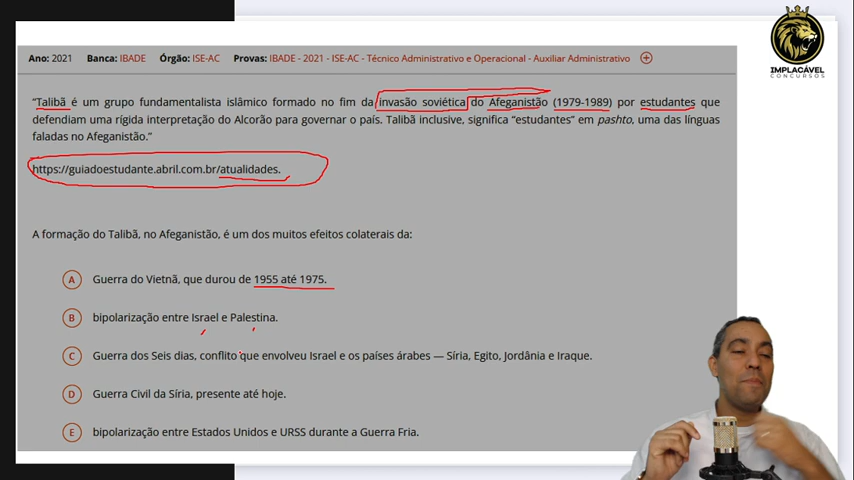 IMPLACÁVEL
CONCURSOS
Ano: 2021 Banca: IBADE Órgão: ISE-AC Provas: IBADE - 2021 - ISE-AC - Técnico Administrativo e Operacional - Auxiliar Administrativo
“Talibã é um grupo fundamentalista islâmico formado no fim da invasão soviética do Afeganistão (1979-1989) por estudantes que
defendiam uma rígida interpretação do Alcorão para governar o país. Talibã inclusive, significa “estudantes” em pashto, uma das línguas
faladas no Afeganistão.”
https://guiadoestudante.abril.com.br/atualidades.
A formação do Talibã, no Afeganistão, é um dos muitos efeitos colaterais da:
A Guerra do Vietnã, que durou de 1955 até 1975.
B bipolarização entre Israel e Palestina.
C Guerra dos Seis dias, conflito que envolveu Israel e os países árabes — Síria, Egito, Jordânia e Iraque.
D Guerra Civil da Síria, presente até hoje.
E bipolarização entre Estados Unidos e URSS durante a Guerra Fria.